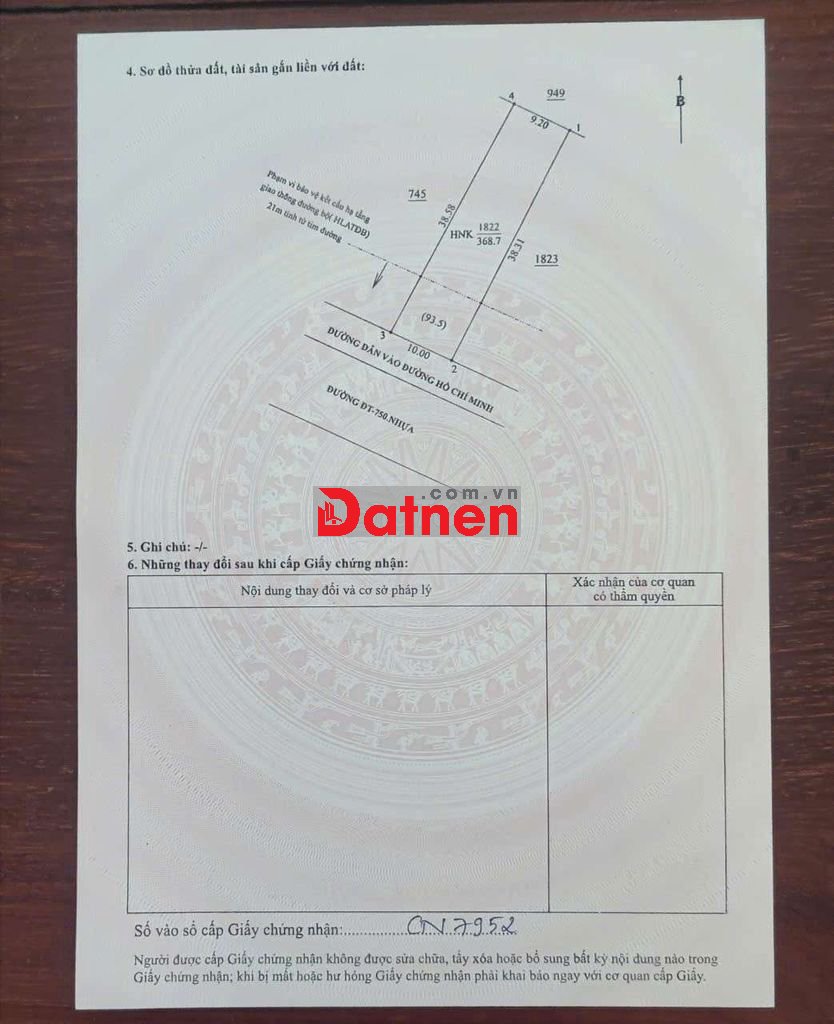 4. Sơ đồ thửa đất, tài sản gắn liền với đất:
B
949
4
9.20
1
Phạm vi bảo vệ kết cấu hạ tầng
giao thông đường bộ( HLATĐB)
21m tính từ tim đường
745
38.58
HNK 1822
368.7
38.31
1823
(93.5)
3
10.00
2
ĐƯỜNG DẪN VÀO ĐƯỜNG HỒ CHÍ MINH
ĐƯỜNG ĐT-750.NHỰA
.com.vn
Datnen
5. Ghi chú: -/-
6. Những thay đổi sau khi cấp Giấy chứng nhận:
Nội dung thay đổi và cơ sở pháp lý
Xác nhận của cơ quan
có thẩm quyền
Số vào sổ cấp Giấy chứng nhận:................CN 7952
Người được cấp Giấy chứng nhận không được sửa chữa, tẩy xóa hoặc bổ sung bất kỳ nội dung nào trong
Giấy chứng nhận; khi bị mất hoặc hư hỏng Giấy chứng nhận phải khai báo ngay với cơ quan cấp Giấy.